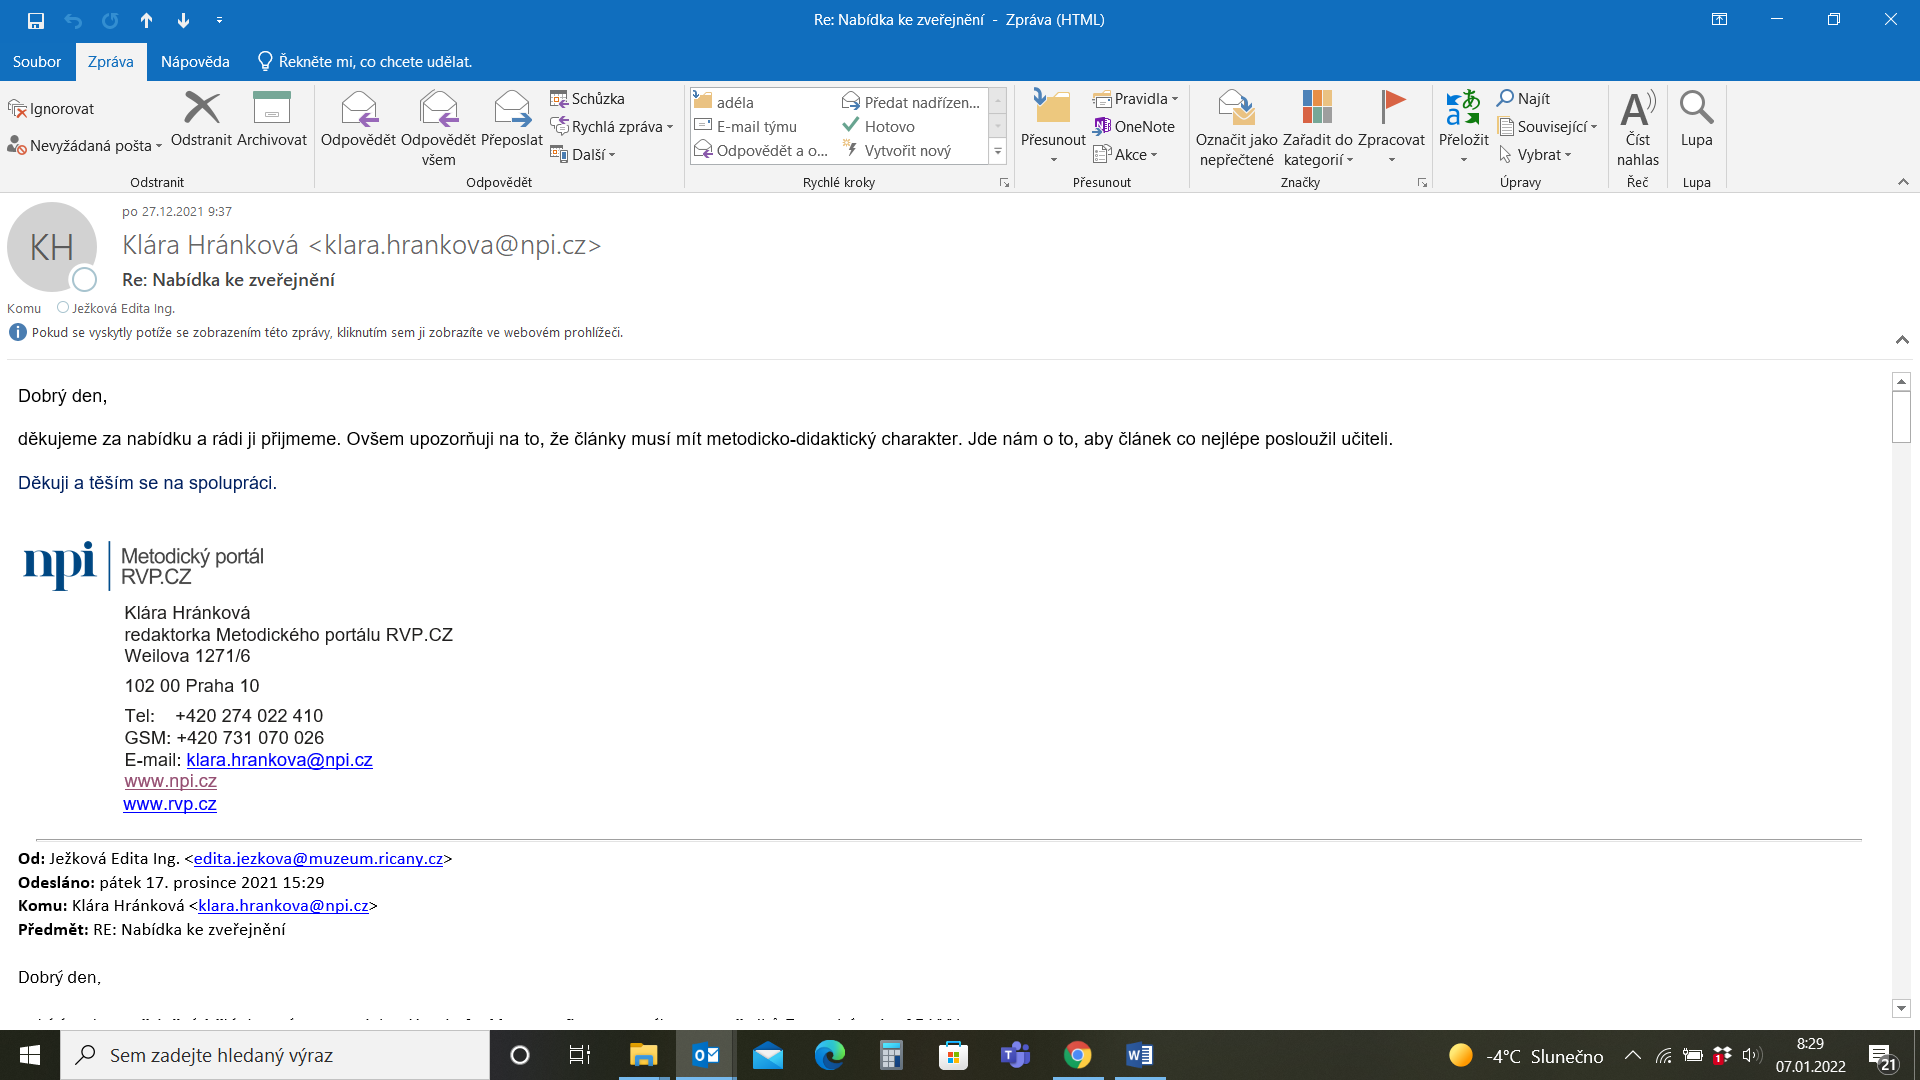 Re: Nabídka ke zveřejnění - Zpráva (HTML)
Soubor Zpráva Nápověda Řekněte mi, co chcete udělat.
Ignorovat
Nevyžádaná pošta
Odstranit Archivovat
Odstranit
Odpovědět Odpovědět všem Přeposlat
Schůzka
Rychlá zpráva
Další
Odpovědět
adéla Předat nadřízen...
E-mail týmu Hotovo
Odpovědět a o... Vytvořit nový
Rychlé kroky
Přesunout
Pravidla
OneNote
Akce
Přesunout
Označit jako nepřečtené Zařadit do kategorií Zpracovat
Značky
Přeložit
Najít
Související
Vybrat
Úpravy
Číst nahlas
Řeč
Lupa
Lupa
KH
po 27.12.2021 9:37
Klára Hránková <klara.hrankova@npi.cz>
Re: Nabídka ke zveřejnění
Komu Ježková Edita Ing.
Pokud se vyskytly potíže se zobrazením této zprávy, kliknutím sem ji zobrazíte ve webovém prohlížeči.
Dobrý den,
děkujeme za nabídku a rádi ji přijmeme. Ovšem upozorňuji na to, že články musí mít metodicko-didaktický charakter. Jde nám o to, aby článek co nejlépe posloužil učiteli.
Děkuji a těším se na spolupráci.
npi Metodický portál
RVP.CZ
Klára Hránková
redaktorka Metodického portálu RVP.CZ
Weilova 1271/6
102 00 Praha 10
Tel: +420 274 022 410
GSM: +420 731 070 026
E-mail: klara.hrankova@npi.cz
www.npi.cz
www.rvp.cz
Od: Ježková Edita Ing. <edita.jezkova@muzeum.ricany.cz>
Odesláno: pátek 17. prosince 2021 15:29
Komu: Klára Hránková <klara.hrankova@npi.cz>
Předmět: RE: Nabídka ke zveřejnění
Dobrý den,
Sem zadejte hledaný výraz
-4°C Slunečno
1
8:29
07.01.2022
21